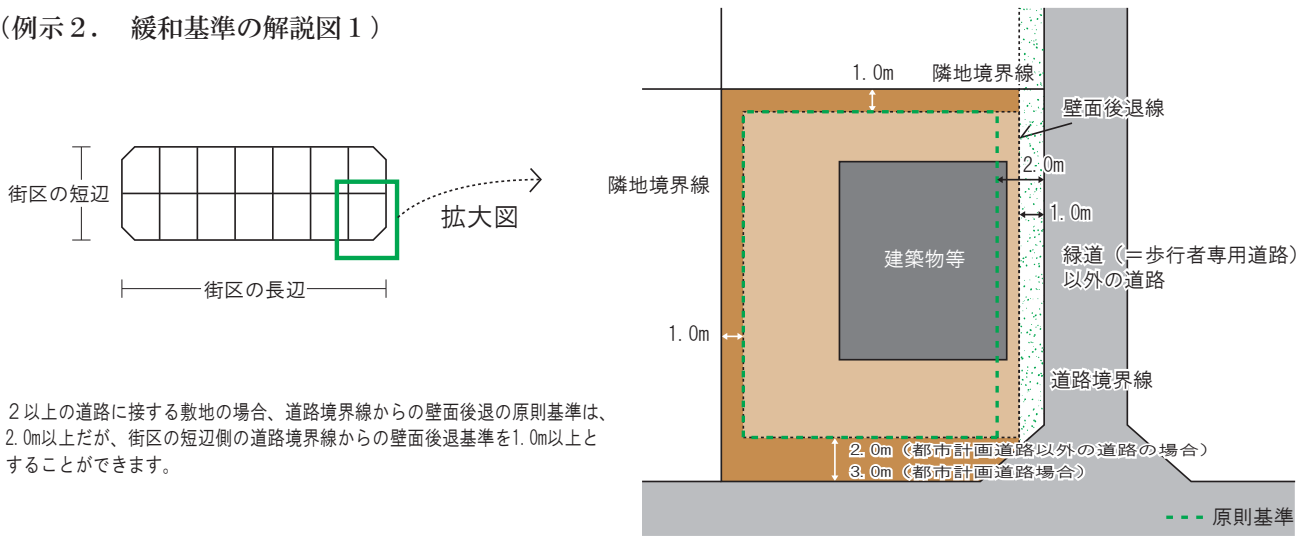 （例示２．　緩和基準の解説図１）
街区の短辺
拡大図
街区の長辺
２以上の道路に接する敷地の場合、道路境界線からの壁面後退の原則基準は、
2.0m以上だが、街区の短辺側の道路境界線からの壁面後退基準を1.0m以上と
することができます。
1.0m
隣地境界線
壁面後退線
2.0m
隣地境界線
1.0m
建築物等
緑道（＝歩行者専用道路）
以外の道路
1.0m
道路境界線
2.0m（都市計画道路以外の道路の場合）
3.0m（都市計画道路場合）
原則基準